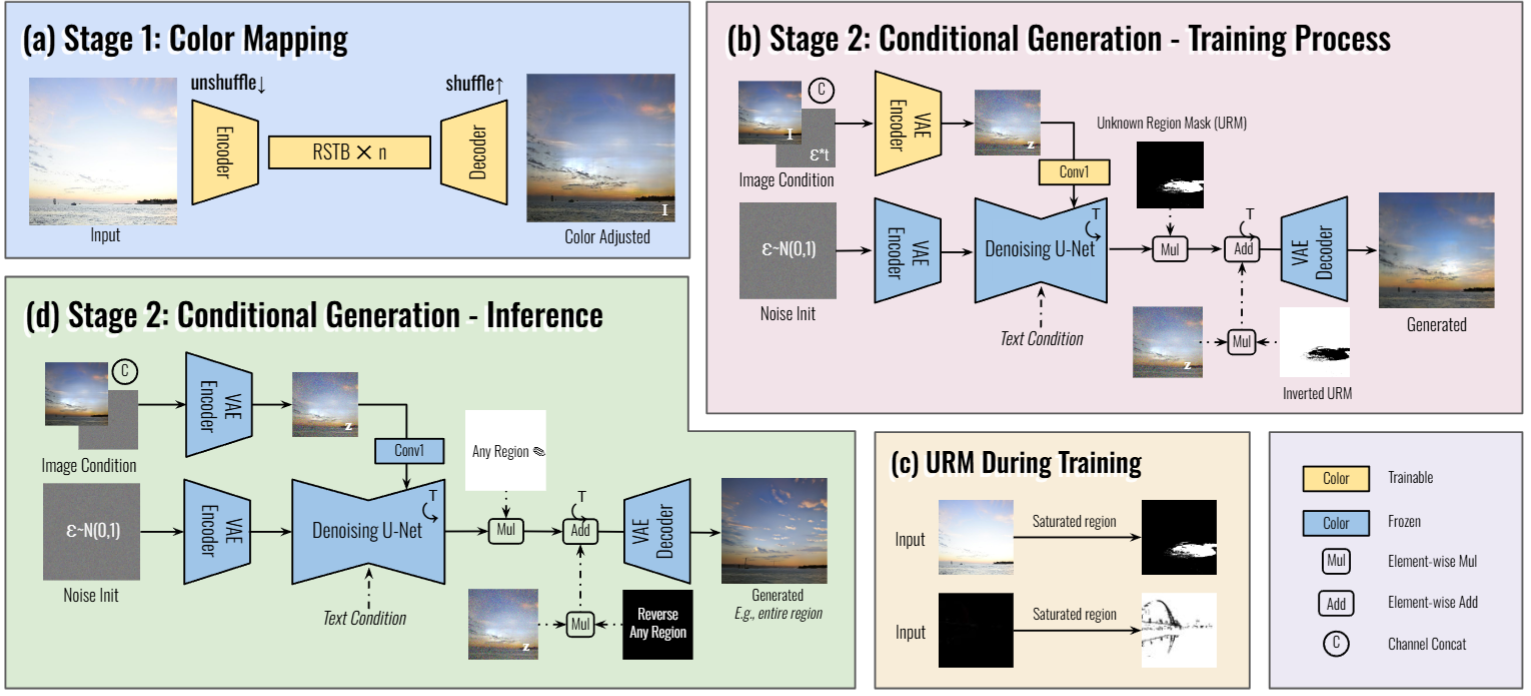 (a) Stage 1: Color Mapping
unshuffle↓
shuffle↑
Encoder
RSTB × n
Decoder
I
Input
Color Adjusted
(b) Stage 2: Conditional Generation - Training Process
C
I
ε*t
Image Condition
VAE
Encoder
z
Conv1
Unknown Region Mask (URM)
ε~N(0,1)
Noise Init
VAE
Encoder
Denoising U-Net
T
Text Condition
Mul
T
Add
VAE
Decoder
Generated
z
Mul
Inverted URM
(d) Stage 2: Conditional Generation - Inference
C
Image Condition
VAE
Encoder
z
Conv1
Any Region ✎
ε~N(0,1)
Noise Init
VAE
Encoder
Denoising U-Net
T
Text Condition
Mul
T
Add
VAE
Decoder
Generated
E.g., entire region
z
Mul
Reverse
Any Region
(c) URM During Training
Input
Saturated region
Input
Saturated region
Color
Trainable
Color
Frozen
Mul
Element-wise Mul
Add
Element-wise Add
C
Channel Concat